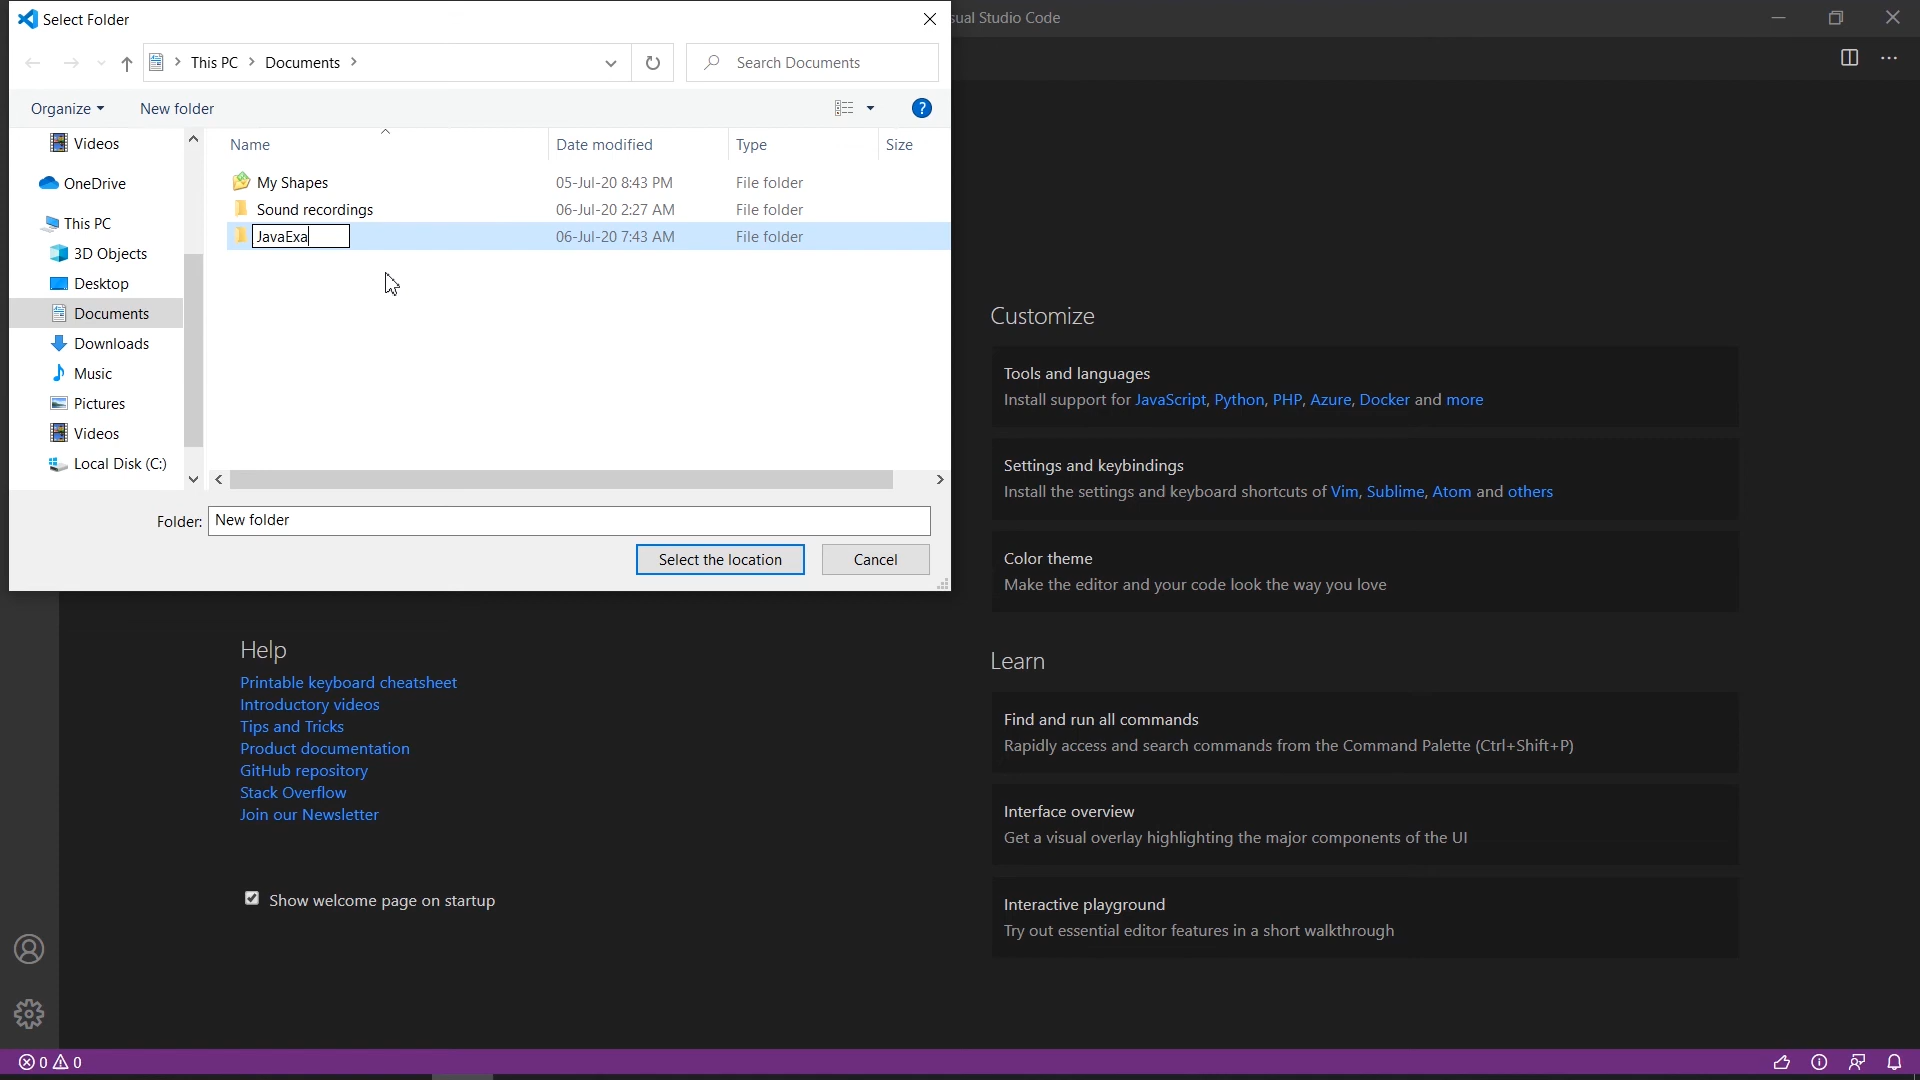 Select Folder
sual Studio Code
This PC
Documents
Search Documents
Organize
New folder
?
Name
Date modified
Type
Size
Videos
OneDrive
This PC
3D Objects
Desktop
Documents
Downloads
Music
Pictures
Videos
Local Disk (C:)
My Shapes 05-Jul-20 8:43 PM File folder
Sound recordings 06-Jul-20 2:27 AM File folder
JavaExa 06-Jul-20 7:43 AM File folder
Folder: New folder
Select the location
Cancel
Help
Printable keyboard cheatsheet
Introductory videos
Tips and Tricks
Product documentation
GitHub repository
Stack Overflow
Join our Newsletter
Show welcome page on startup
Customize
Tools and languages
Install support for JavaScript, Python, PHP, Azure, Docker and more
Settings and keybindings
Install the settings and keyboard shortcuts of Vim, Sublime, Atom and others
Color theme
Make the editor and your code look the way you love
Learn
Find and run all commands
Rapidly access and search commands from the Command Palette (Ctrl+Shift+P)
Interface overview
Get a visual overlay highlighting the major components of the UI
Interactive playground
Try out essential editor features in a short walkthrough
0 0